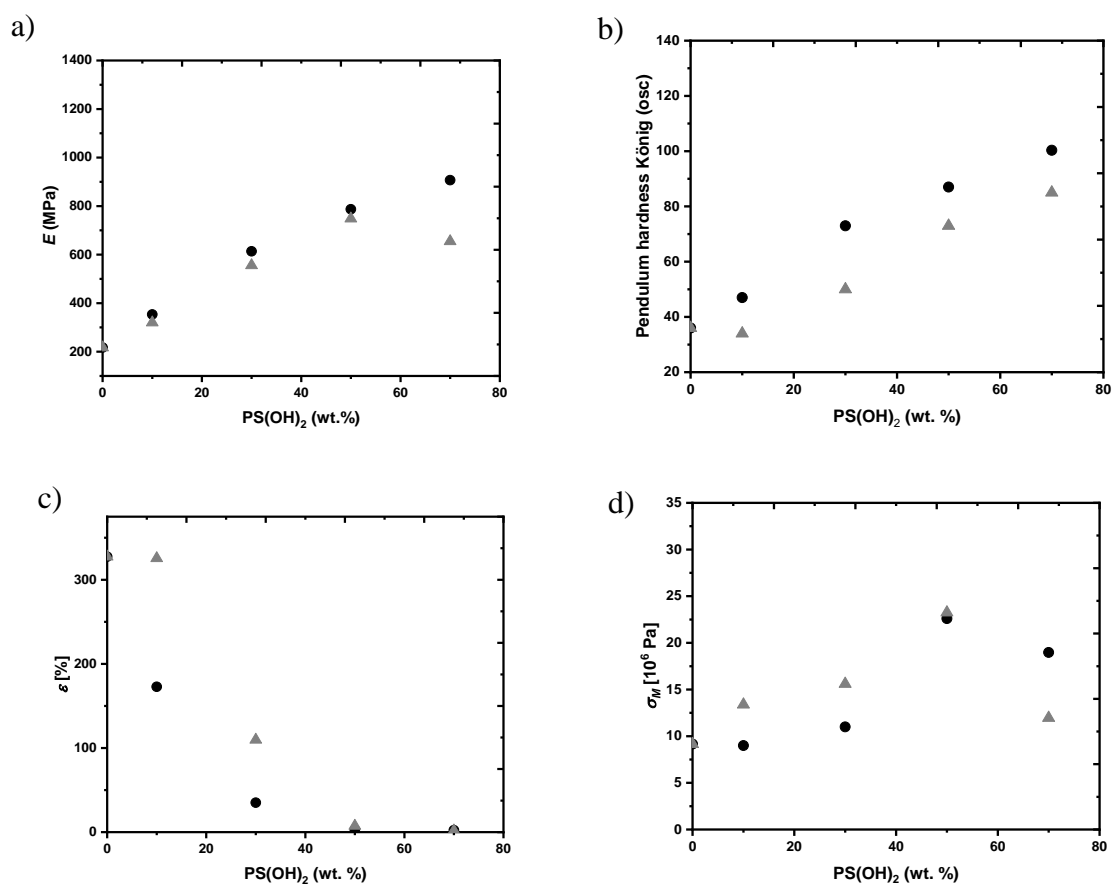 a)
1400
1200
1000
800
600
400
200
E (MPa)
0 20 40 60 80
PS(OH)2 (wt.%)
b)
140
120
100
80
60
40
20
Pendulum hardness König (osc)
0 20 40 60 80
PS(OH)2 (wt. %)
c)
300
200
100
0
ε [%]
0 20 40 60 80
PS(OH)2 (wt. %)
d)
35
30
25
20
15
10
5
0
σM [10⁶ Pa]
0 20 40 60 80
PS(OH)2 (wt. %)